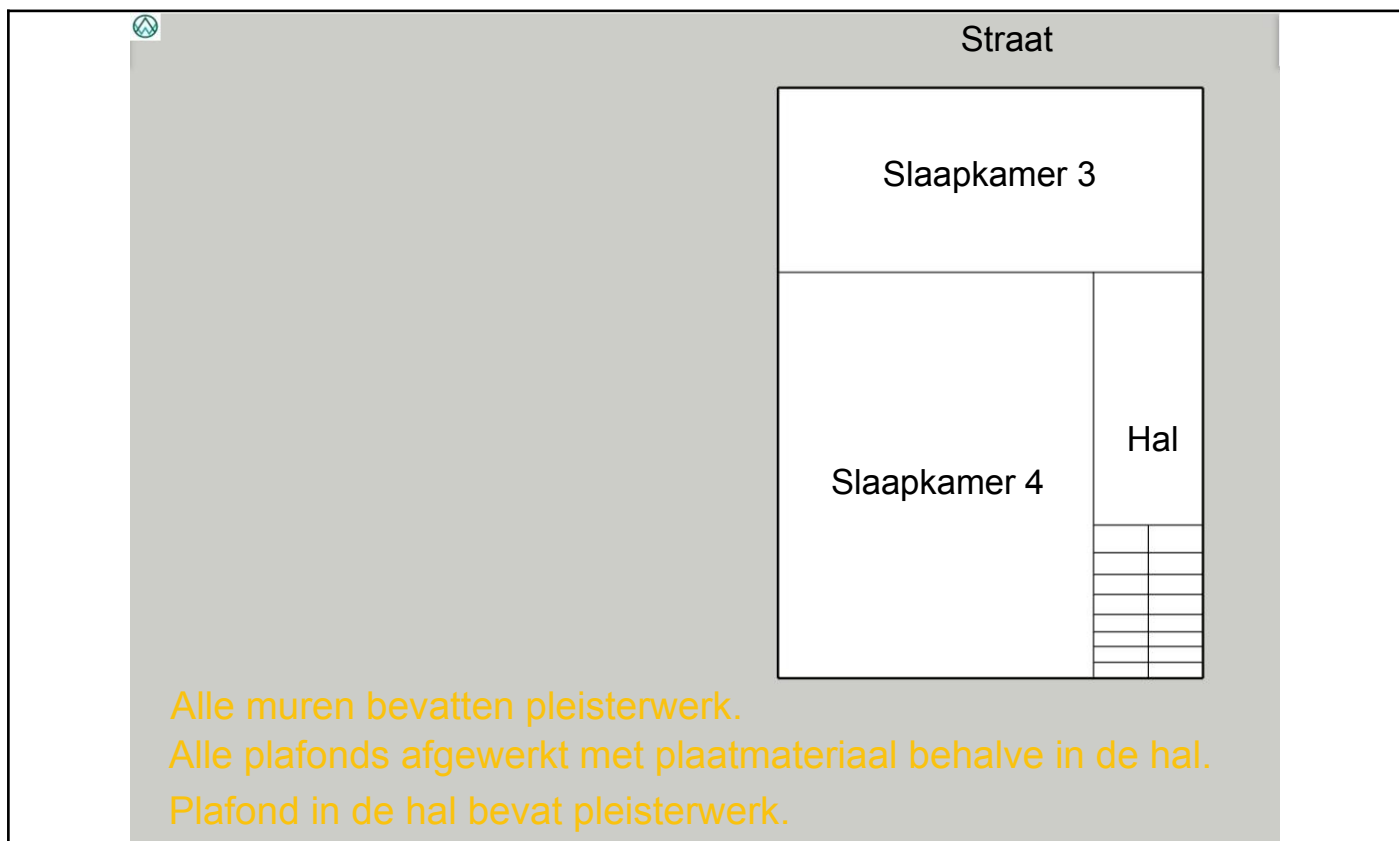 Straat
Slaapkamer 3
Hal
Slaapkamer 4
Alle muren bevatten pleisterwerk.
Alle plafonds afgewerkt met plaatmateriaal behalve in de hal.
Plafond in de hal bevat pleisterwerk.